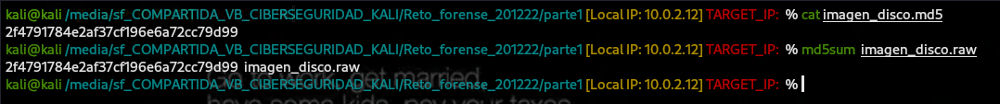 kali@kali /media/sf_COMPARTIDA_VB_CIBERSEGURIDAD_KALI/Reto_forense_201222/parte1 [Local IP: 10.0.2.12] TARGET_IP: % cat imagen_disco.md5
2f4791784e2af37cf196e6a72cc79d99
kali@kali /media/sf_COMPARTIDA_VB_CIBERSEGURIDAD_KALI/Reto_forense_201222/parte1 [Local IP: 10.0.2.12] TARGET_IP: % md5sum imagen_disco.raw
2f4791784e2af37cf196e6a72cc79d99 imagen_disco.raw
Go to work, get married
kali@kali /media/sf_COMPARTIDA_VB_CIBERSEGURIDAD_KALI/Reto_forense_201222/parte1 [Local IP: 10.0.2.12] TARGET_IP: %
have some kids, pay your taxes